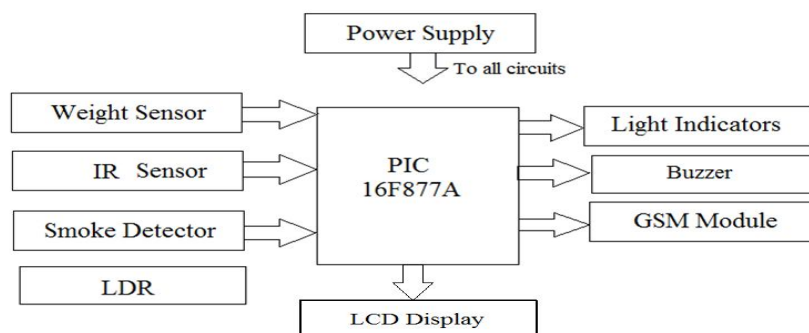 Power Supply
To all circuits
Weight Sensor
IR Sensor
Smoke Detector
LDR
PIC
16F877A
Light Indicators
Buzzer
GSM Module
LCD Display